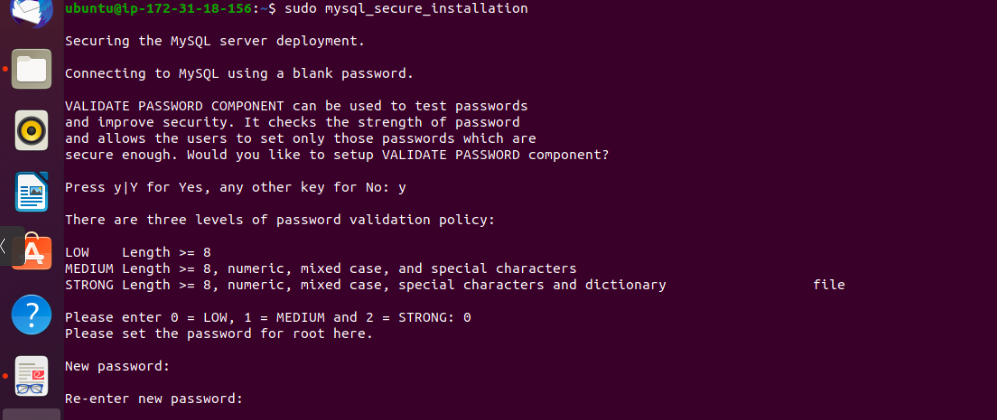 ubuntu@ip-172-31-18-156:~$ sudo mysql_secure_installation
Securing the MySQL server deployment.
Connecting to MySQL using a blank password.
VALIDATE PASSWORD COMPONENT can be used to test passwords
and improve security. It checks the strength of password
and allows the users to set only those passwords which are
secure enough. Would you like to setup VALIDATE PASSWORD component?
Press y|Y for Yes, any other key for No: y
There are three levels of password validation policy:
LOW    Length >= 8
MEDIUM Length >= 8, numeric, mixed case, and special characters
STRONG Length >= 8, numeric, mixed case, special characters and dictionary                  file
Please enter 0 = LOW, 1 = MEDIUM and 2 = STRONG: 0
Please set the password for root here.
New password:
Re-enter new password: